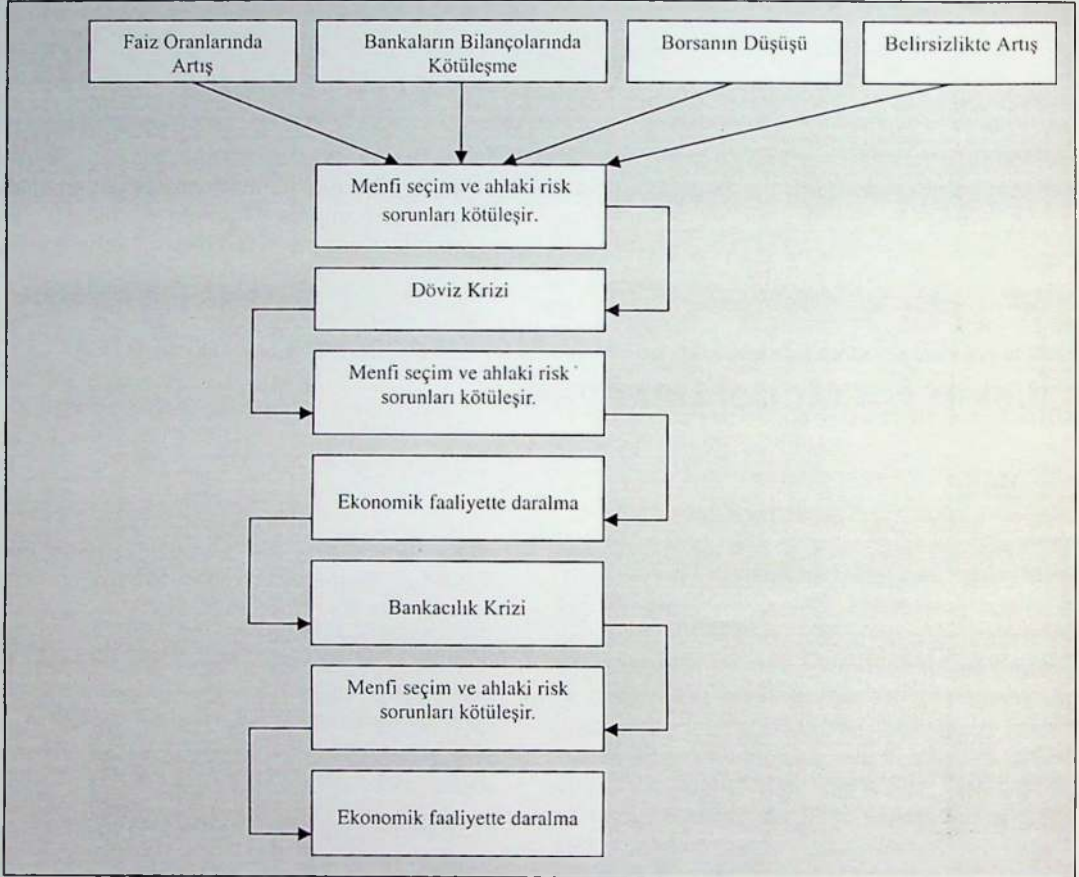 Faiz Oranlarında
Artış
Bankaların Bilançolarında
Kötüleşme
Borsanın Düşüşü
Belirsizlikte Artış
Menfi seçim ve ahlaki risk
sorunları kötüleşir.
Döviz Krizi
Menfi seçim ve ahlaki risk
sorunları kötüleşir.
Ekonomik faaliyette daralma
Bankacılık Krizi
Menfi seçim ve ahlaki risk
sorunları kötüleşir.
Ekonomik faaliyette daralma